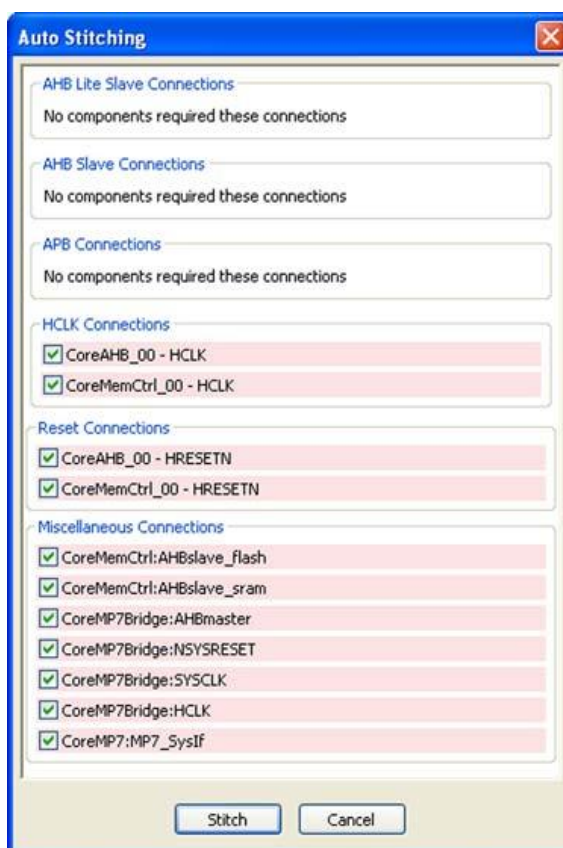 Auto Stitching
AHB Lite Slave Connections
No components required these connections
AHB Slave Connections
No components required these connections
APB Connections
No components required these connections
HCLK Connections
CoreAHB_00 - HCLK
CoreMemCtrl_00 - HCLK
Reset Connections
CoreAHB_00 - HRESETN
CoreMemCtrl_00 - HRESETN
Miscellaneous Connections
CoreMemCtrl:AHBslave_flash
CoreMemCtrl:AHBslave_sram
CoreMP7Bridge:AHBmaster
CoreMP7Bridge:NSYSRESET
CoreMP7Bridge:SYSCLK
CoreMP7Bridge:HCLK
CoreMP7:MP7_SysIf
Stitch Cancel